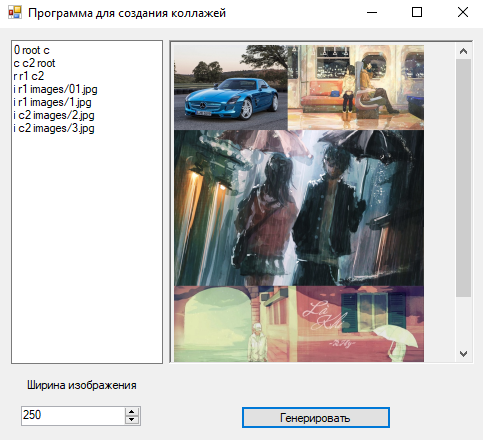 Программа для создания коллажей
0 root c
c c2 root
r r1 c2
i r1 images/01.jpg
i r1 images/1.jpg
i c2 images/2.jpg
i c2 images/3.jpg
Ширина изображения
250
Генерировать